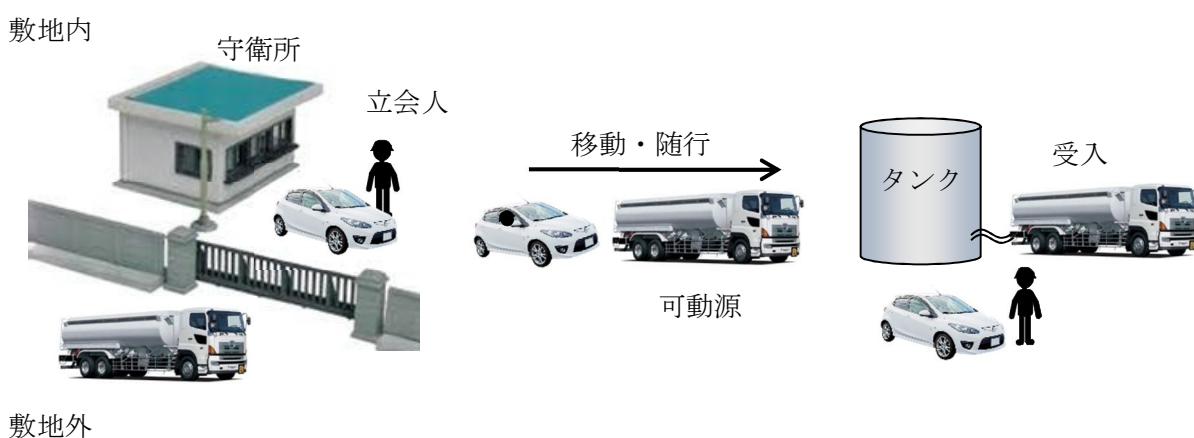 敷地内
守衛所
立会人
移動・随行
可動源
タンク
受入
敷地外